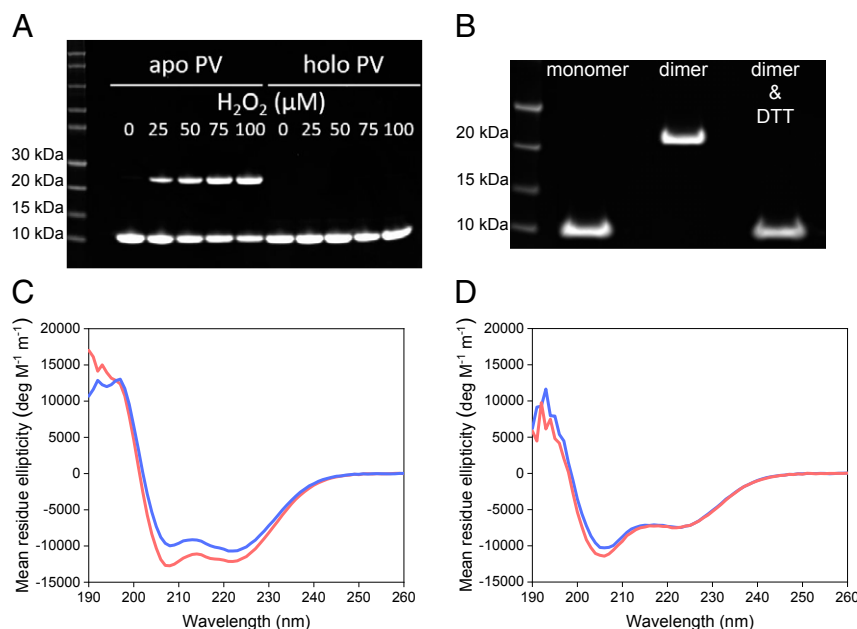 A
apo PV holo PV
H₂O₂ (μM)
0 25 50 75 100 0 25 50 75 100
30 kDa
20 kDa
15 kDa
10 kDa
B
monomer dimer dimer
&
DTT
20 kDa
15 kDa
10 kDa
C
Mean residue ellipticity (deg M⁻¹ m⁻¹)
20000
15000
10000
5000
0
-5000
-10000
-15000
190 200 210 220 230 240 250 260
Wavelength (nm)
D
Mean residue ellipticity (deg M⁻¹ m⁻¹)
20000
15000
10000
5000
0
-5000
-10000
-15000
190 200 210 220 230 240 250 260
Wavelength (nm)